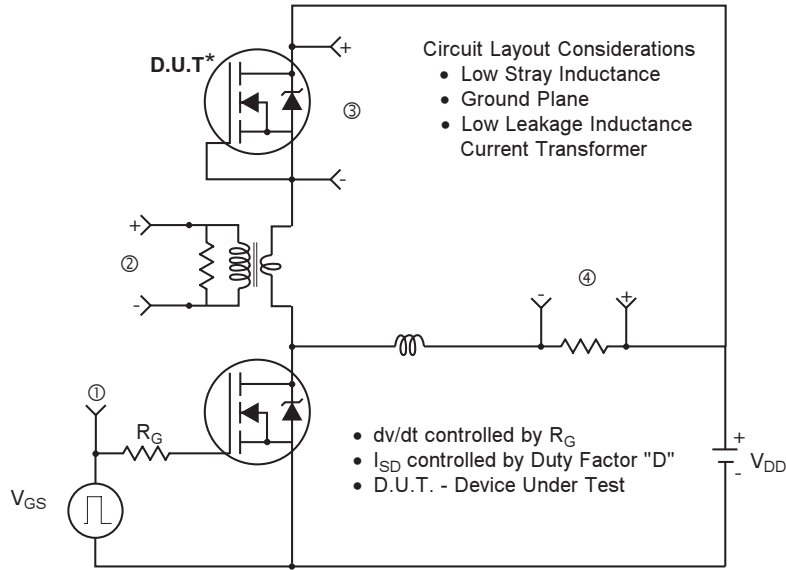 D.U.T*
+
Circuit Layout Considerations
• Low Stray Inductance
• Ground Plane
• Low Leakage Inductance
Current Transformer
③
-
+
②
-
④
-
+
①
R_G
V_GS
• dv/dt controlled by R_G
• I_SD controlled by Duty Factor "D"
• D.U.T. - Device Under Test
+
V_DD
-